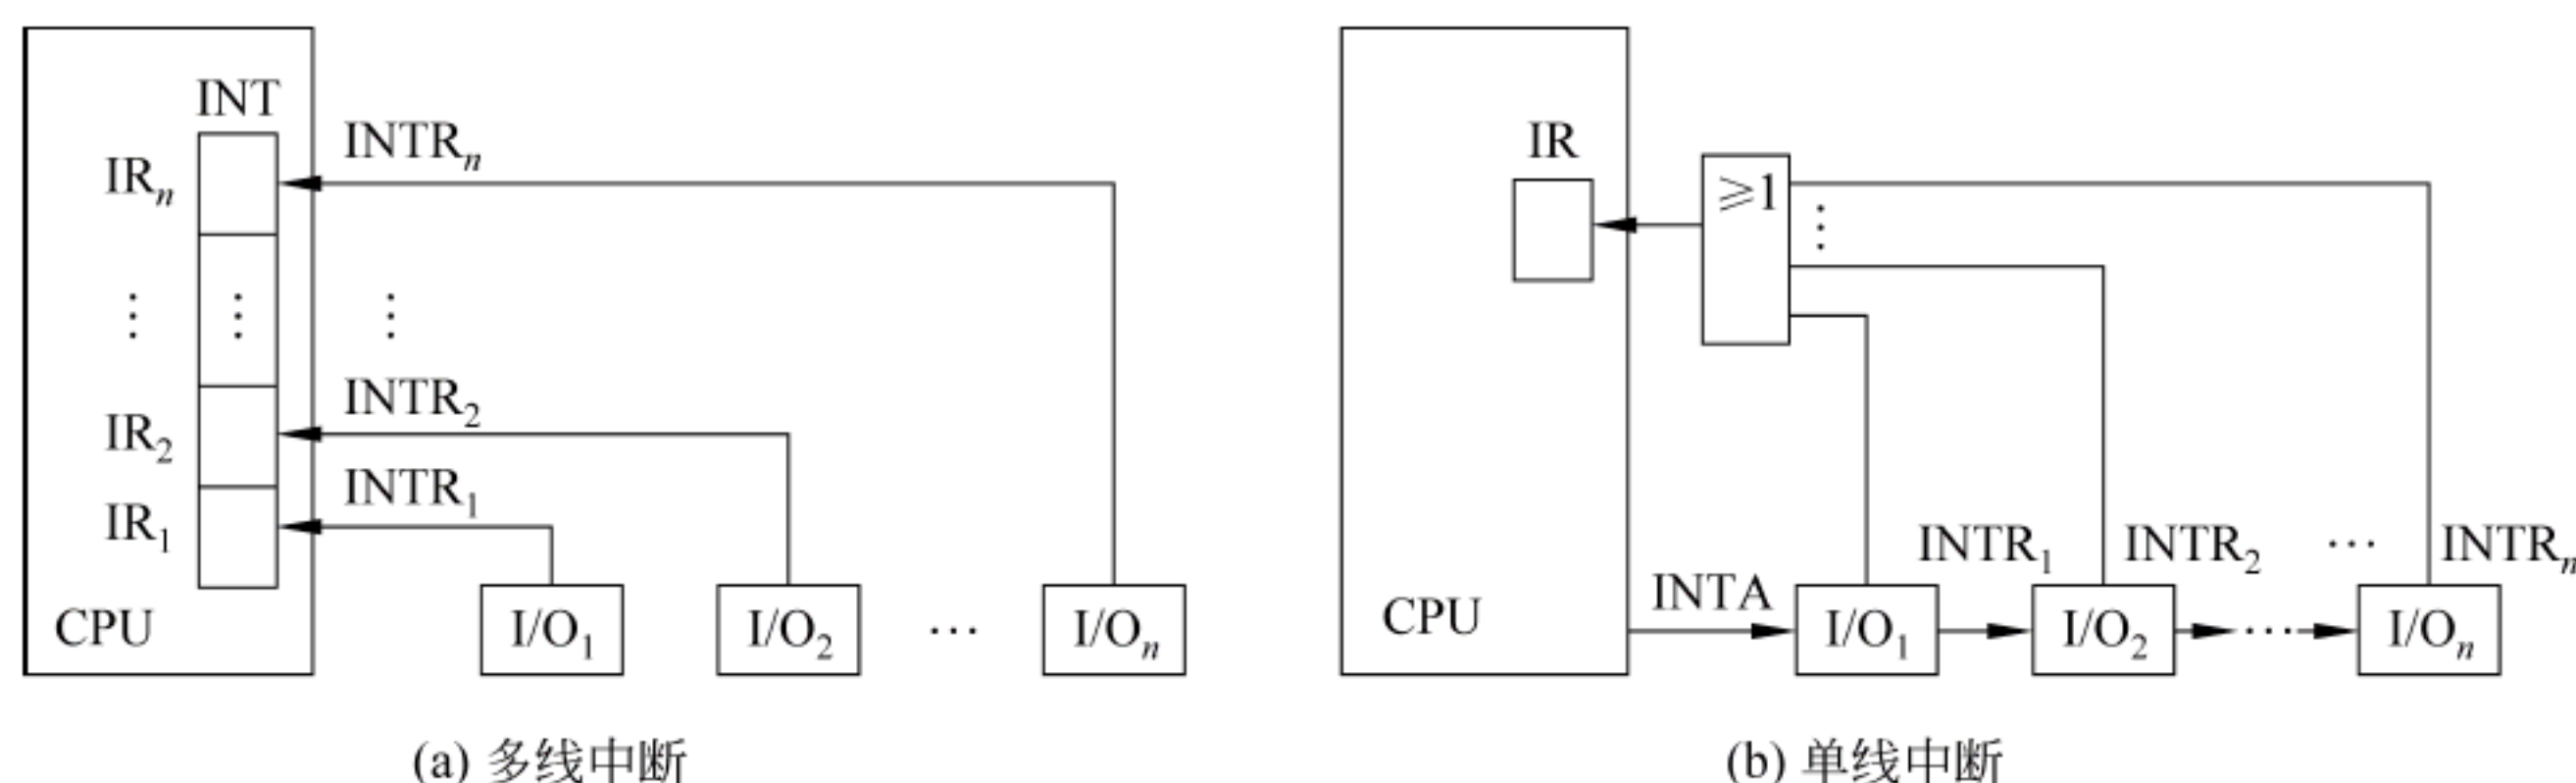 INT
INTRₙ
IRₙ
⋮ ⋮ ⋮
INTR₂
IR₂
INTR₁
IR₁
CPU I/O₁ I/O₂ … I/Oₙ
(a) 多线中断
IR
≥1
⋮
INTR₁ INTR₂ … INTRₙ
INTA
CPU I/O₁ I/O₂ … I/Oₙ
(b) 单线中断